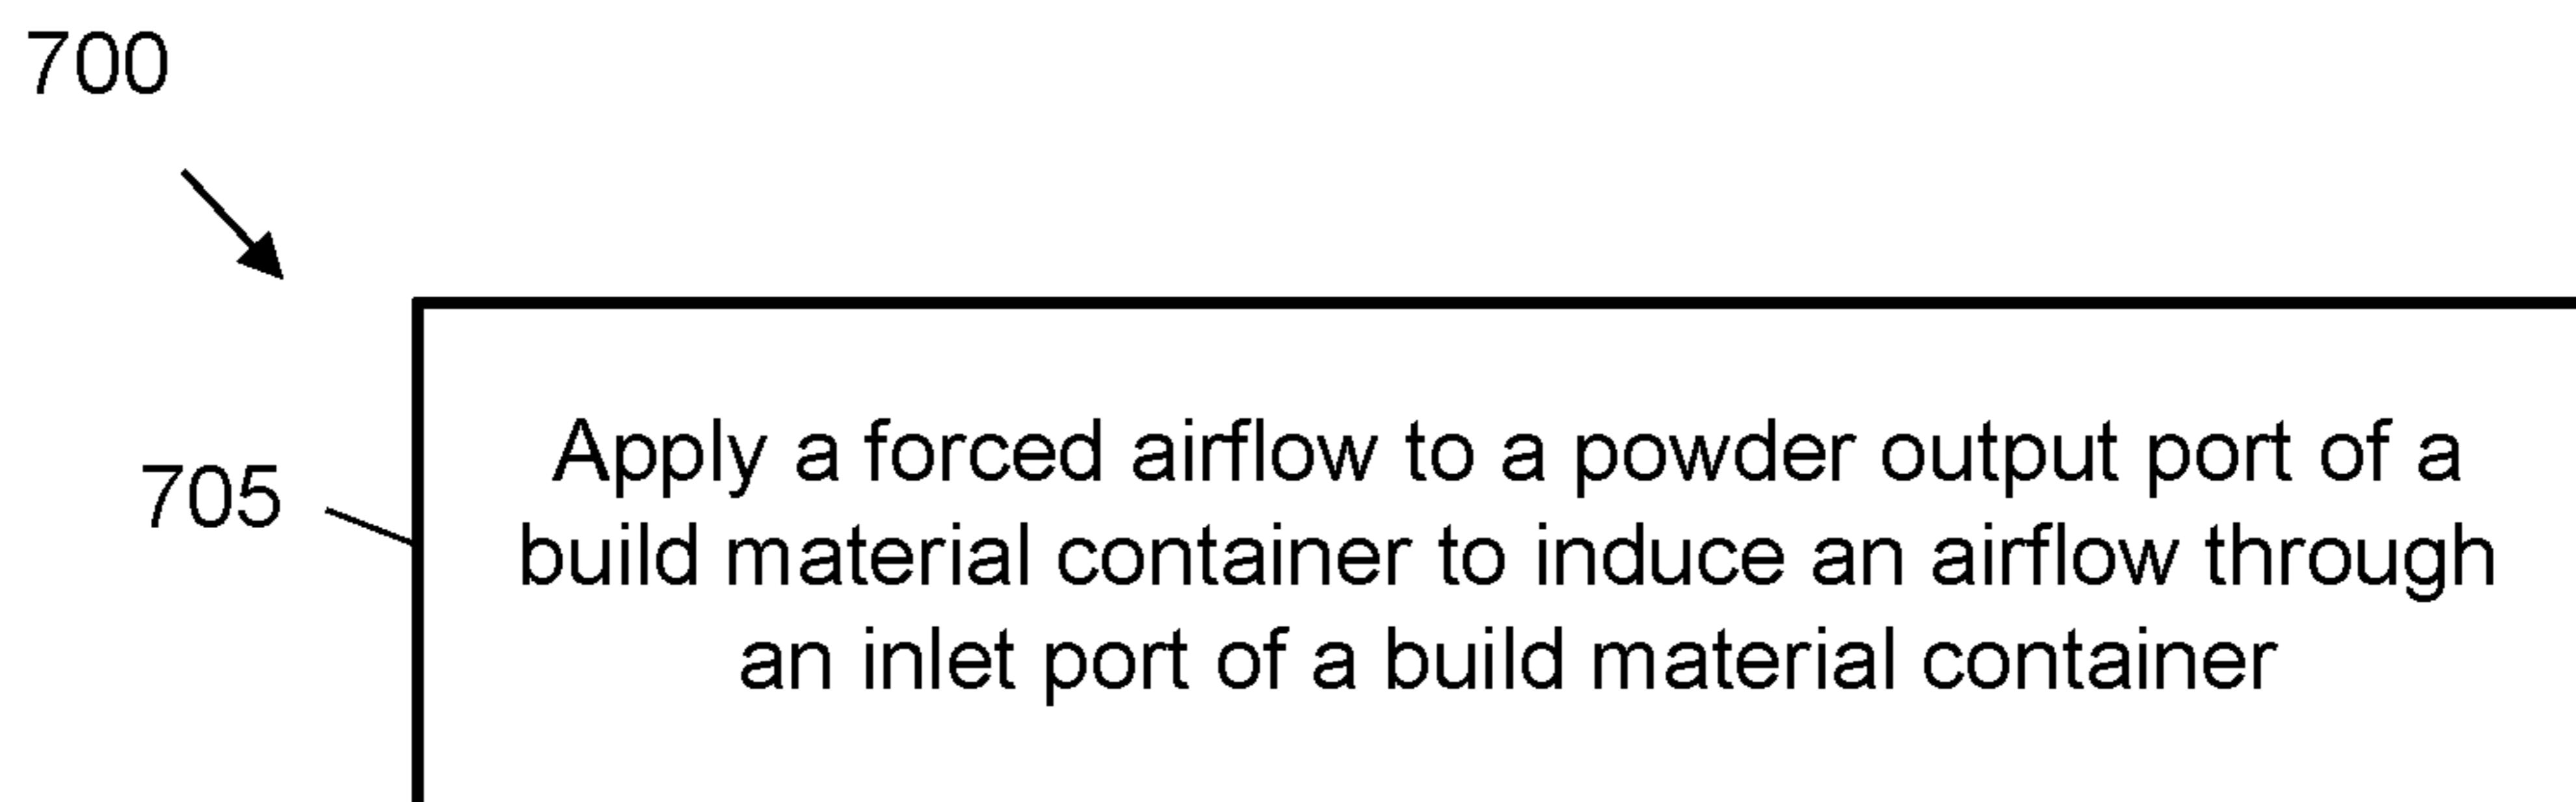 700
705
Apply a forced airflow to a powder output port of a
build material container to induce an airflow through
an inlet port of a build material container